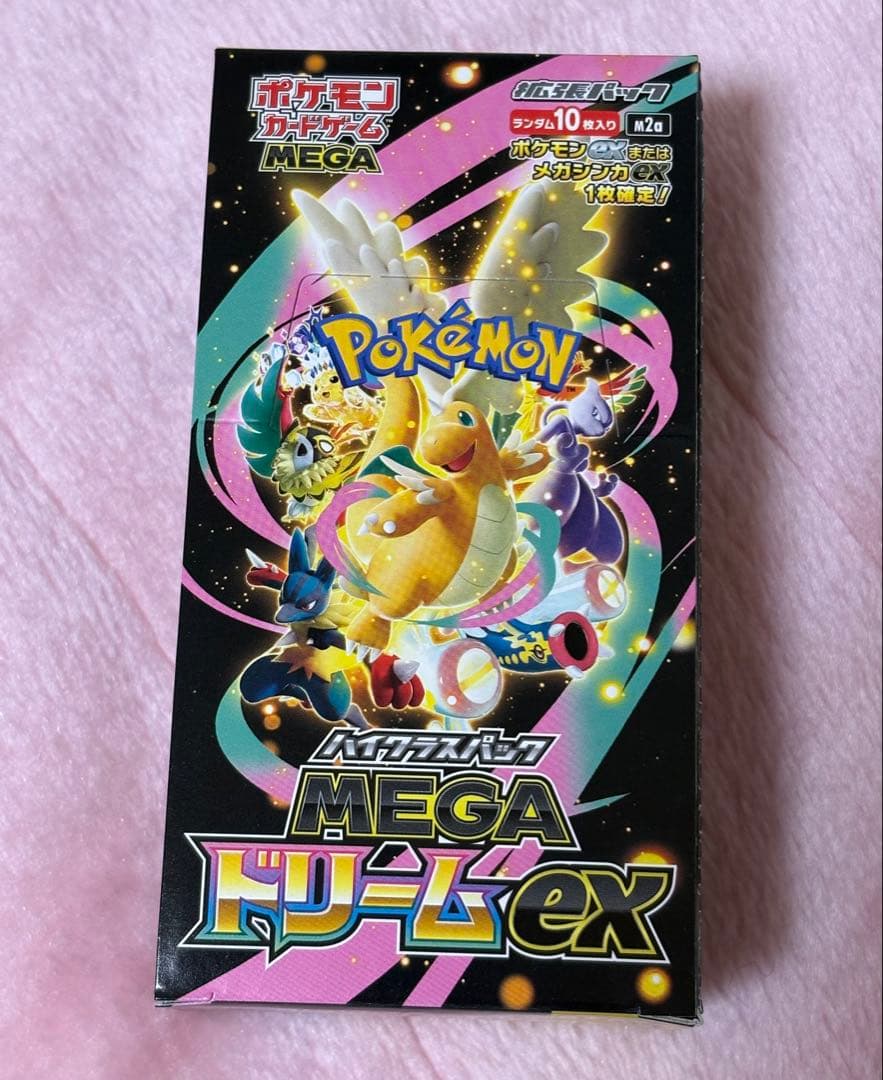 ポケモン
カードゲーム™
MEGA
拡張パック
ランダム10枚入り M2a
ポケモンexまたは
メガシンカex
1枚確定！
POKéMON™
ハイクラスパック
MEGA
ドリームex